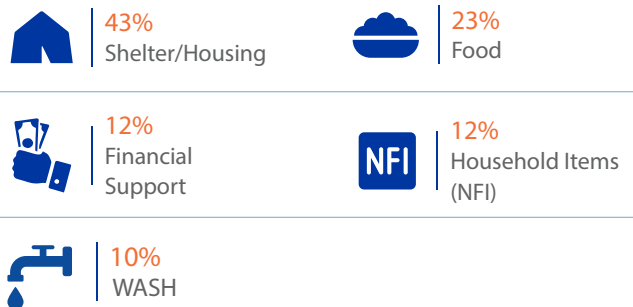 43%
Shelter/Housing
23%
Food
12%
Financial
Support
NFI
12%
Household Items
(NFI)
10%
WASH